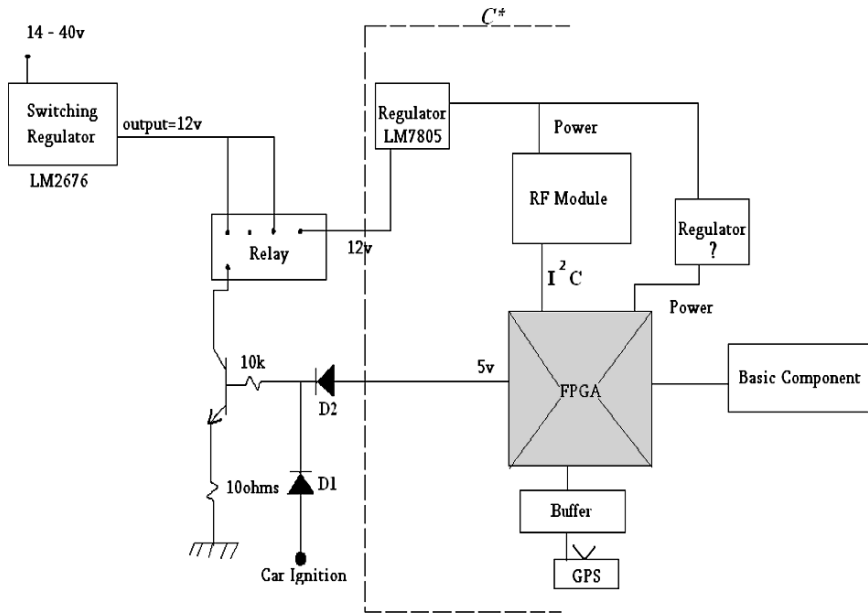 C*
14 - 40v
Switching
Regulator
output=12v
LM2676
Regulator
LM7805
Power
RF Module
Relay
12v
Regulator
?
I²C
Power
10k
D2
5v
FPGA
Basic Component
10ohms
D1
Buffer
Car Ignition
GPS